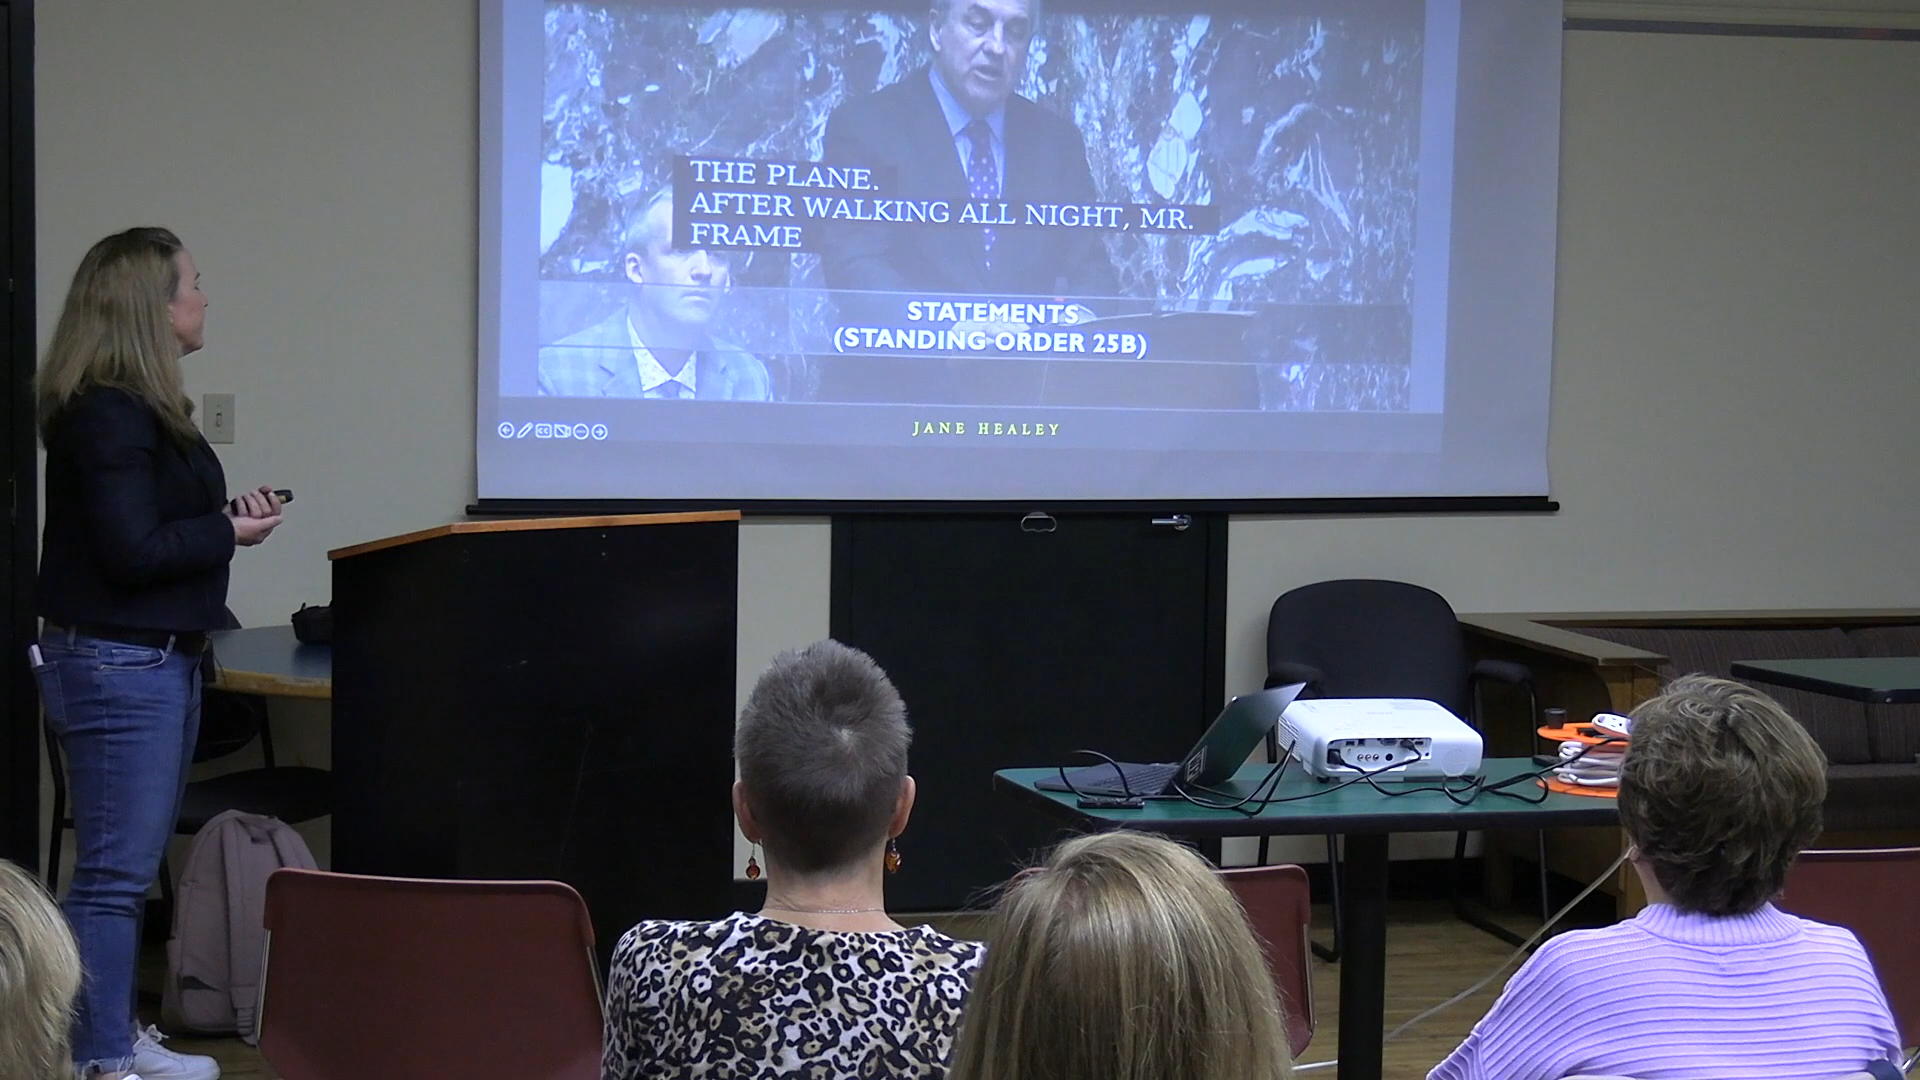 THE PLANE.
AFTER WALKING ALL NIGHT, MR.
FRAME
STATEMENTS
(STANDING ORDER 25B)
JANE HEALEY